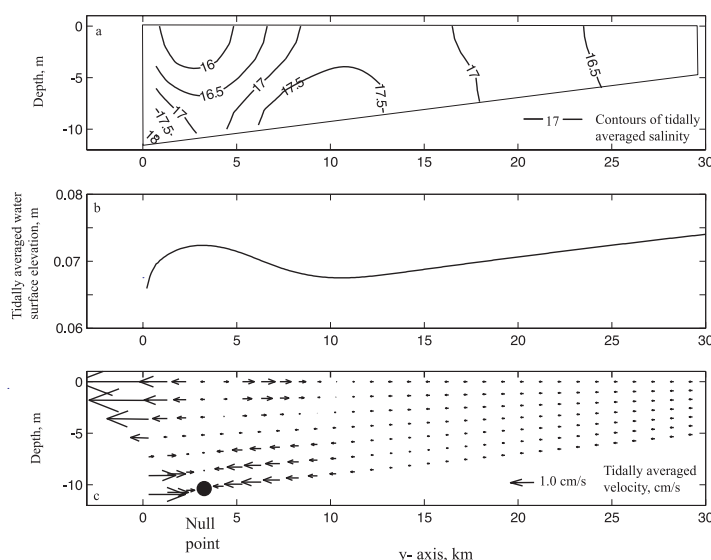 0
-5
-10
Depth, m
a
16
16.5
17
17.5
17
16.5
17
-17.5-
18
17
Contours of tidally
averaged salinity
0 5 10 15 20 25 30
0.08
0.07
0.06
Tidally averaged water
surface elevation, m
b
0 5 10 15 20 25 30
0
-5
-10
Depth, m
c
1.0 cm/s
Tidally averaged
velocity, cm/s
0 5 10 15 20 25 30
Null
point
y- axis, km